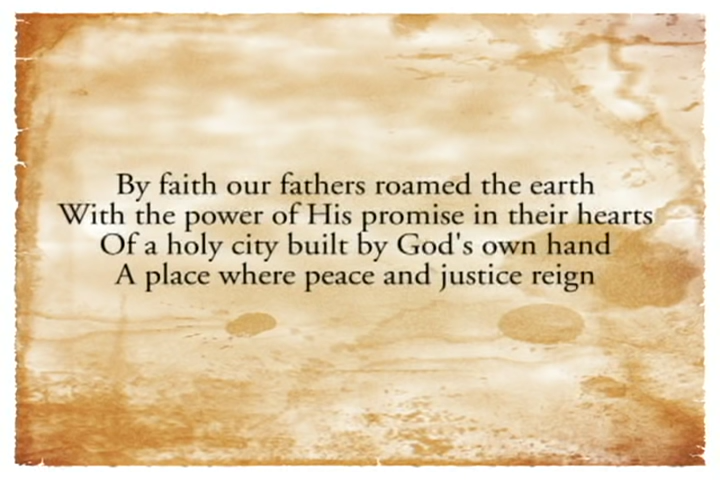 By faith our fathers roamed the earth
With the power of His promise in their hearts
Of a holy city built by God's own hand
A place where peace and justice reign